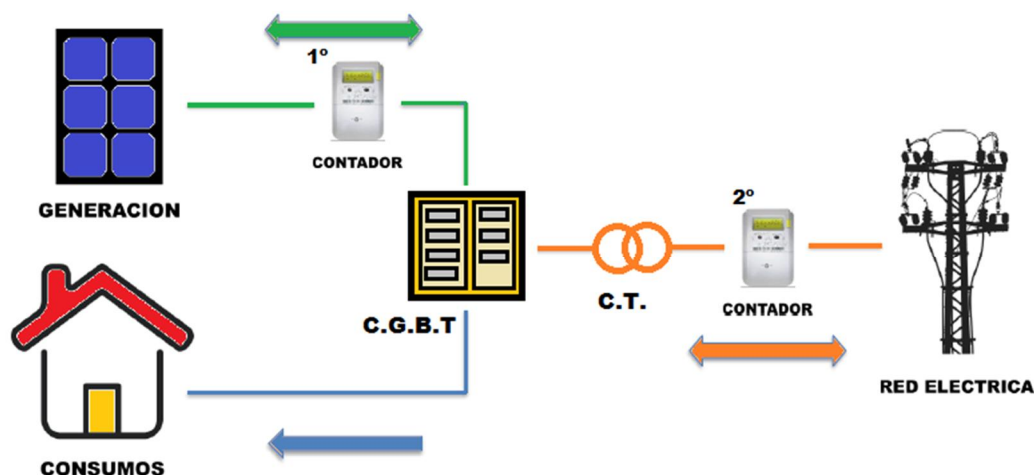 1º
CONTADOR
GENERACION
2º
C.G.B.T
C.T.
CONTADOR
RED ELECTRICA
CONSUMOS